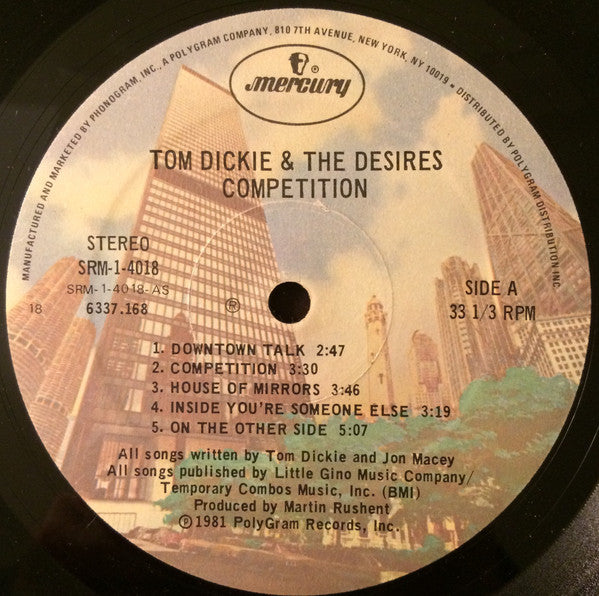 MANUFACTURED AND MARKETED BY PHONOGRAM, INC., A POLYGRAM COMPANY, 810 7TH AVENUE, NEW YORK, NY 10019 • DISTRIBUTED BY POLYGRAM DISTRIBUTION INC
mercury ®
TOM DICKIE & THE DESIRES
COMPETITION
STEREO
SRM-1-4018
SRM-1-4018-AS
18 6337.168
Ⓡ
SIDE A
33 1/3 RPM
1. DOWNTOWN TALK 2:47
2. COMPETITION 3:30
3. HOUSE OF MIRRORS 3:46
4. INSIDE YOU'RE SOMEONE ELSE 3:19
5. ON THE OTHER SIDE 5:07
All songs written by Tom Dickie and Jon Macey
All songs published by Little Gino Music Company/
Temporary Combos Music, Inc. (BMI)
Produced by Martin Rushent
℗1981 PolyGram Records, Inc.